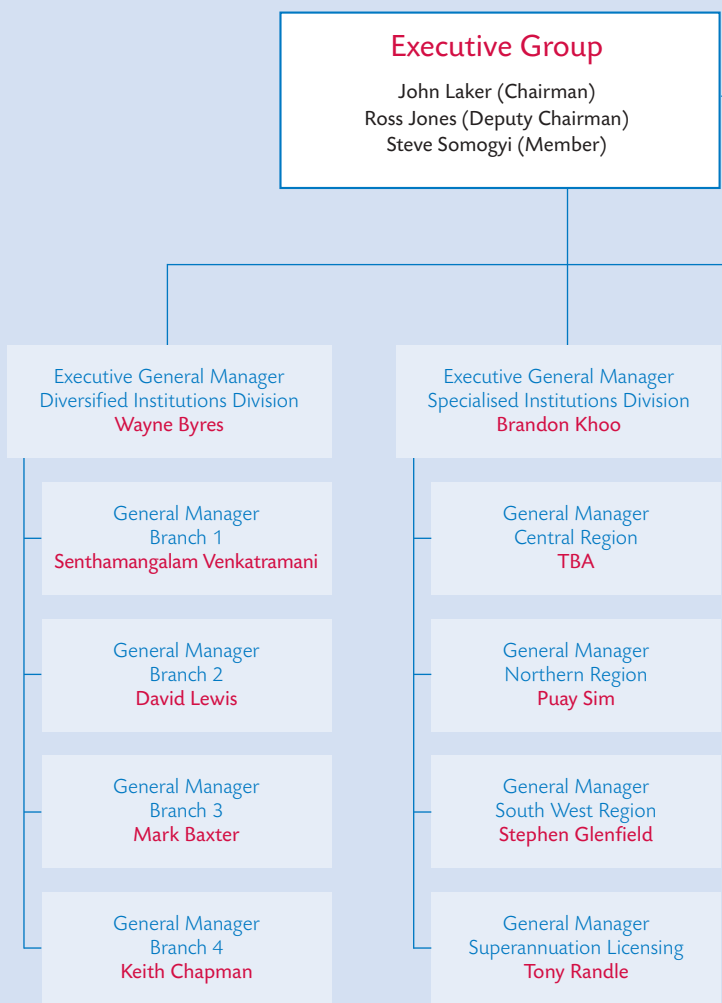 Executive Group
John Laker (Chairman)
Ross Jones (Deputy Chairman)
Steve Somogyi (Member)
Executive General Manager
Diversified Institutions Division
Wayne Byres
General Manager
Branch 1
Senthamangalam Venkatramani
General Manager
Branch 2
David Lewis
General Manager
Branch 3
Mark Baxter
General Manager
Branch 4
Keith Chapman
Executive General Manager
Specialised Institutions Division
Brandon Khoo
General Manager
Central Region
TBA
General Manager
Northern Region
Puay Sim
General Manager
South West Region
Stephen Glenfield
General Manager
Superannuation Licensing
Tony Randle